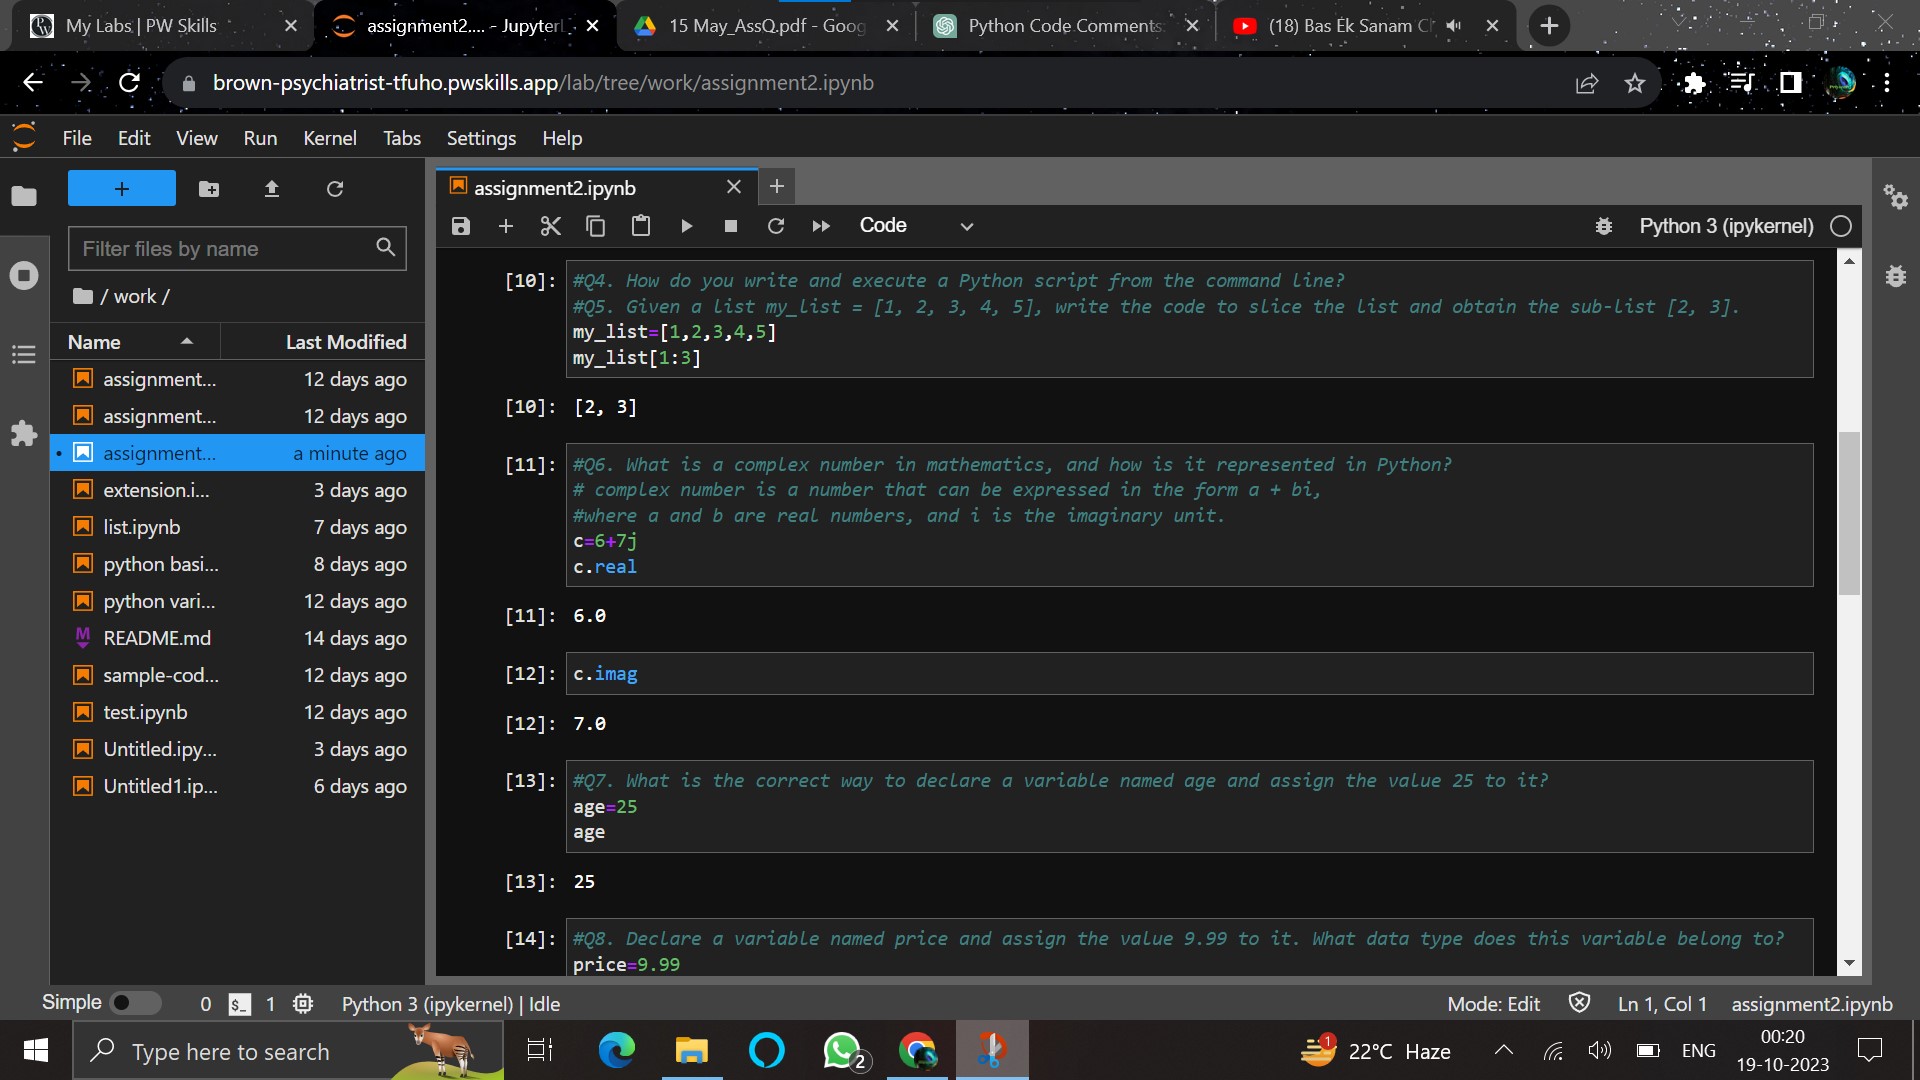 My Labs | PW Skills
assignment2.... - JupyterL
15 May_AssQ.pdf - Goog
Python Code Comments
(18) Bas Ek Sanam Ch
brown-psychiatrist-tfuho.pwskills.app/lab/tree/work/assignment2.ipynb
File Edit View Run Kernel Tabs Settings Help
Filter files by name
/ work /
Name Last Modified
assignment... 12 days ago
assignment... 12 days ago
assignment... a minute ago
extension.i... 3 days ago
list.ipynb 7 days ago
python basi... 8 days ago
python vari... 12 days ago
README.md 14 days ago
sample-cod... 12 days ago
test.ipynb 12 days ago
Untitled.ipy... 3 days ago
Untitled1.ip... 6 days ago
assignment2.ipynb
Code
Python 3 (ipykernel)
[10]: #Q4. How do you write and execute a Python script from the command line?
#Q5. Given a list my_list = [1, 2, 3, 4, 5], write the code to slice the list and obtain the sub-list [2, 3].
my_list=[1,2,3,4,5]
my_list[1:3]
[10]: [2, 3]
[11]: #Q6. What is a complex number in mathematics, and how is it represented in Python?
# complex number is a number that can be expressed in the form a + bi,
#where a and b are real numbers, and i is the imaginary unit.
c=6+7j
c.real
[11]: 6.0
[12]: c.imag
[12]: 7.0
[13]: #Q7. What is the correct way to declare a variable named age and assign the value 25 to it?
age=25
age
[13]: 25
[14]: #Q8. Declare a variable named price and assign the value 9.99 to it. What data type does this variable belong to?
price=9.99
Simple 0 $_ 1 Python 3 (ipykernel) | Idle
Mode: Edit Ln 1, Col 1 assignment2.ipynb
Type here to search
2
1
22°C Haze
ENG
00:20
19-10-2023